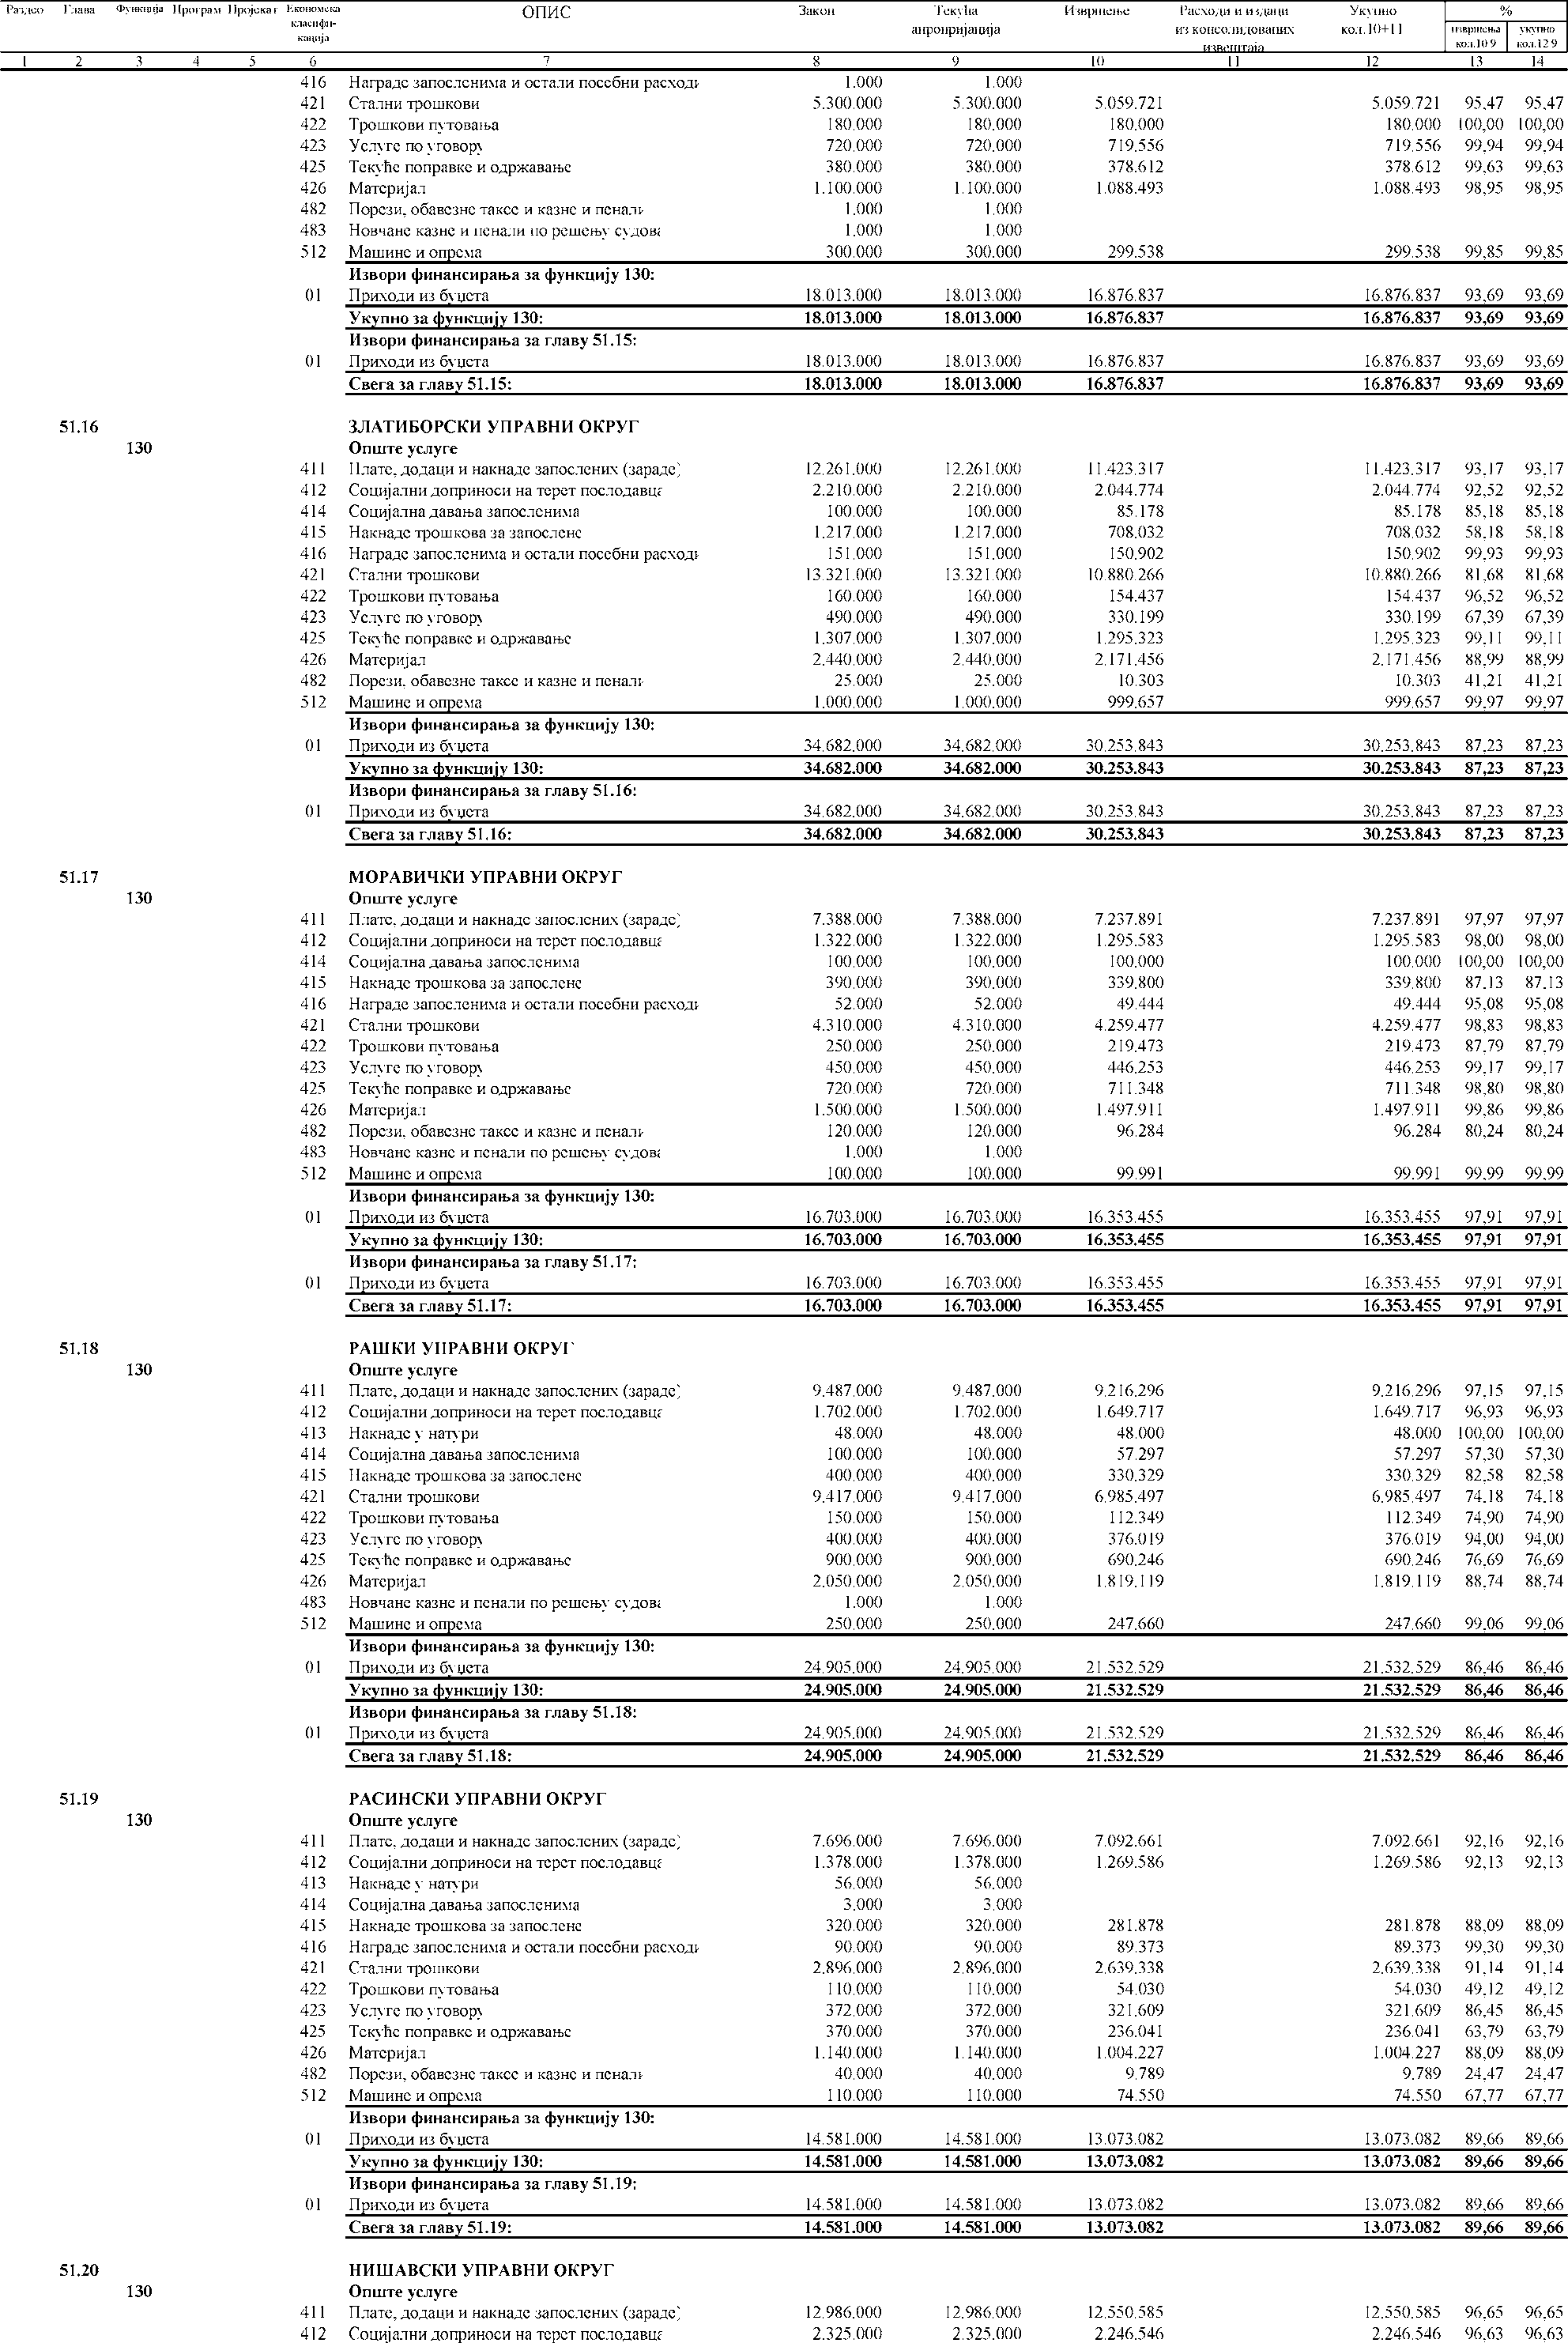 Раздео Глава Функција Програм Пројекат Економска класифи-кација ОПИС Закон Текућа апропријација Извршење Расходи и издаци из консолидованих извештаја Укупно кол.10+11 % извршења кол.10 9 укупно кол.12 9
1 2 3 4 5 6 7 8 9 10 11 12 13 14
416 Награде запосленима и остали посебни расходи 1.000 1.000
421 Стални трошкови 5.300.000 5.300.000 5.059.721 5.059.721 95,47 95,47
422 Трошкови путовања 180.000 180.000 180.000 180.000 100,00 100,00
423 Услуге по уговору 720.000 720.000 719.556 719.556 99,94 99,94
425 Текуће поправке и одржавање 380.000 380.000 378.612 378.612 99,63 99,63
426 Материјал 1.100.000 1.100.000 1.088.493 1.088.493 98,95 98,95
482 Порези, обавезне таксе и казне и пенали 1.000 1.000
483 Новчане казне и пенали по решењу судова 1.000 1.000
512 Машине и опрема 300.000 300.000 299.538 299.538 99,85 99,85
Извори финансирања за функцију 130:
01 Приходи из буџета 18.013.000 18.013.000 16.876.837 16.876.837 93,69 93,69
Укупно за функцију 130: 18.013.000 18.013.000 16.876.837 16.876.837 93,69 93,69
Извори финансирања за главу 51.15:
01 Приходи из буџета 18.013.000 18.013.000 16.876.837 16.876.837 93,69 93,69
Свега за главу 51.15: 18.013.000 18.013.000 16.876.837 16.876.837 93,69 93,69
51.16 ЗЛАТИБОРСКИ УПРАВНИ ОКРУГ
130 Опште услуге
411 Плате, додаци и накнаде запослених (зараде) 12.261.000 12.261.000 11.423.317 11.423.317 93,17 93,17
412 Социјални доприноси на терет послодавца 2.210.000 2.210.000 2.044.774 2.044.774 92,52 92,52
414 Социјална давања запосленима 100.000 100.000 85.178 85.178 85,18 85,18
415 Накнаде трошкова за запослене 1.217.000 1.217.000 708.032 708.032 58,18 58,18
416 Награде запосленима и остали посебни расходи 151.000 151.000 150.902 150.902 99,93 99,93
421 Стални трошкови 13.321.000 13.321.000 10.880.266 10.880.266 81,68 81,68
422 Трошкови путовања 160.000 160.000 154.437 154.437 96,52 96,52
423 Услуге по уговору 490.000 490.000 330.199 330.199 67,39 67,39
425 Текуће поправке и одржавање 1.307.000 1.307.000 1.295.323 1.295.323 99,11 99,11
426 Материјал 2.440.000 2.440.000 2.171.456 2.171.456 88,99 88,99
482 Порези, обавезне таксе и казне и пенали 25.000 25.000 10.303 10.303 41,21 41,21
512 Машине и опрема 1.000.000 1.000.000 999.657 999.657 99,97 99,97
Извори финансирања за функцију 130:
01 Приходи из буџета 34.682.000 34.682.000 30.253.843 30.253.843 87,23 87,23
Укупно за функцију 130: 34.682.000 34.682.000 30.253.843 30.253.843 87,23 87,23
Извори финансирања за главу 51.16:
01 Приходи из буџета 34.682.000 34.682.000 30.253.843 30.253.843 87,23 87,23
Свега за главу 51.16: 34.682.000 34.682.000 30.253.843 30.253.843 87,23 87,23
51.17 МОРАВИЧКИ УПРАВНИ ОКРУГ
130 Опште услуге
411 Плате, додаци и накнаде запослених (зараде) 7.388.000 7.388.000 7.237.891 7.237.891 97,97 97,97
412 Социјални доприноси на терет послодавца 1.322.000 1.322.000 1.295.583 1.295.583 98,00 98,00
414 Социјална давања запосленима 100.000 100.000 100.000 100.000 100,00 100,00
415 Накнаде трошкова за запослене 390.000 390.000 339.800 339.800 87,13 87,13
416 Награде запосленима и остали посебни расходи 52.000 52.000 49.444 49.444 95,08 95,08
421 Стални трошкови 4.310.000 4.310.000 4.259.477 4.259.477 98,83 98,83
422 Трошкови путовања 250.000 250.000 219.473 219.473 87,79 87,79
423 Услуге по уговору 450.000 450.000 446.253 446.253 99,17 99,17
425 Текуће поправке и одржавање 720.000 720.000 711.348 711.348 98,80 98,80
426 Материјал 1.500.000 1.500.000 1.497.911 1.497.911 99,86 99,86
482 Порези, обавезне таксе и казне и пенали 120.000 120.000 96.284 96.284 80,24 80,24
483 Новчане казне и пенали по решењу судова 1.000 1.000
512 Машине и опрема 100.000 100.000 99.991 99.991 99,99 99,99
Извори финансирања за функцију 130:
01 Приходи из буџета 16.703.000 16.703.000 16.353.455 16.353.455 97,91 97,91
Укупно за функцију 130: 16.703.000 16.703.000 16.353.455 16.353.455 97,91 97,91
Извори финансирања за главу 51.17:
01 Приходи из буџета 16.703.000 16.703.000 16.353.455 16.353.455 97,91 97,91
Свега за главу 51.17: 16.703.000 16.703.000 16.353.455 16.353.455 97,91 97,91
51.18 РАШКИ УПРАВНИ ОКРУГ
130 Опште услуге
411 Плате, додаци и накнаде запослених (зараде) 9.487.000 9.487.000 9.216.296 9.216.296 97,15 97,15
412 Социјални доприноси на терет послодавца 1.702.000 1.702.000 1.649.717 1.649.717 96,93 96,93
413 Накнаде у натури 48.000 48.000 48.000 48.000 100,00 100,00
414 Социјална давања запосленима 100.000 100.000 57.297 57.297 57,30 57,30
415 Накнаде трошкова за запослене 400.000 400.000 330.329 330.329 82,58 82,58
421 Стални трошкови 9.417.000 9.417.000 6.985.497 6.985.497 74,18 74,18
422 Трошкови путовања 150.000 150.000 112.349 112.349 74,90 74,90
423 Услуге по уговору 400.000 400.000 376.019 376.019 94,00 94,00
425 Текуће поправке и одржавање 900.000 900.000 690.246 690.246 76,69 76,69
426 Материјал 2.050.000 2.050.000 1.819.119 1.819.119 88,74 88,74
483 Новчане казне и пенали по решењу судова 1.000 1.000
512 Машине и опрема 250.000 250.000 247.660 247.660 99,06 99,06
Извори финансирања за функцију 130:
01 Приходи из буџета 24.905.000 24.905.000 21.532.529 21.532.529 86,46 86,46
Укупно за функцију 130: 24.905.000 24.905.000 21.532.529 21.532.529 86,46 86,46
Извори финансирања за главу 51.18:
01 Приходи из буџета 24.905.000 24.905.000 21.532.529 21.532.529 86,46 86,46
Свега за главу 51.18: 24.905.000 24.905.000 21.532.529 21.532.529 86,46 86,46
51.19 РАСИНСКИ УПРАВНИ ОКРУГ
130 Опште услуге
411 Плате, додаци и накнаде запослених (зараде) 7.696.000 7.696.000 7.092.661 7.092.661 92,16 92,16
412 Социјални доприноси на терет послодавца 1.378.000 1.378.000 1.269.586 1.269.586 92,13 92,13
413 Накнаде у натури 56.000 56.000
414 Социјална давања запосленима 3.000 3.000
415 Накнаде трошкова за запослене 320.000 320.000 281.878 281.878 88,09 88,09
416 Награде запосленима и остали посебни расходи 90.000 90.000 89.373 89.373 99,30 99,30
421 Стални трошкови 2.896.000 2.896.000 2.639.338 2.639.338 91,14 91,14
422 Трошкови путовања 110.000 110.000 54.030 54.030 49,12 49,12
423 Услуге по уговору 372.000 372.000 321.609 321.609 86,45 86,45
425 Текуће поправке и одржавање 370.000 370.000 236.041 236.041 63,79 63,79
426 Материјал 1.140.000 1.140.000 1.004.227 1.004.227 88,09 88,09
482 Порези, обавезне таксе и казне и пенали 40.000 40.000 9.789 9.789 24,47 24,47
512 Машине и опрема 110.000 110.000 74.550 74.550 67,77 67,77
Извори финансирања за функцију 130:
01 Приходи из буџета 14.581.000 14.581.000 13.073.082 13.073.082 89,66 89,66
Укупно за функцију 130: 14.581.000 14.581.000 13.073.082 13.073.082 89,66 89,66
Извори финансирања за главу 51.19:
01 Приходи из буџета 14.581.000 14.581.000 13.073.082 13.073.082 89,66 89,66
Свега за главу 51.19: 14.581.000 14.581.000 13.073.082 13.073.082 89,66 89,66
51.20 НИШАВСКИ УПРАВНИ ОКРУГ
130 Опште услуге
411 Плате, додаци и накнаде запослених (зараде) 12.986.000 12.986.000 12.550.585 12.550.585 96,65 96,65
412 Социјални доприноси на терет послодавца 2.325.000 2.325.000 2.246.546 2.246.546 96,63 96,63